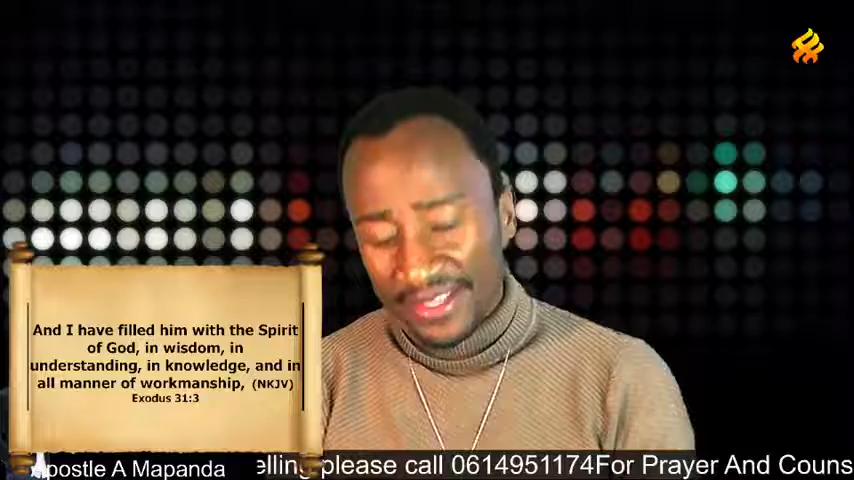 And I have filled him with the Spirit
of God, in wisdom, in
understanding, in knowledge, and in
all manner of workmanship, (NKJV)
Exodus 31:3
postle A Mapanda
elling please call 0614951174For Prayer And Couns